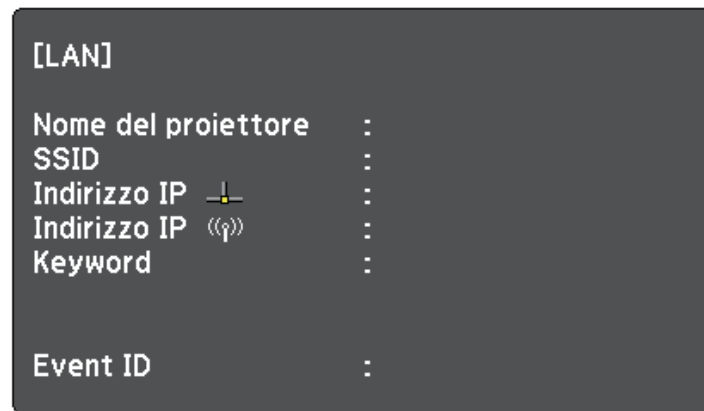 [LAN]
Nome del proiettore :
SSID :
Indirizzo IP :
Indirizzo IP :
Keyword :
Event ID :